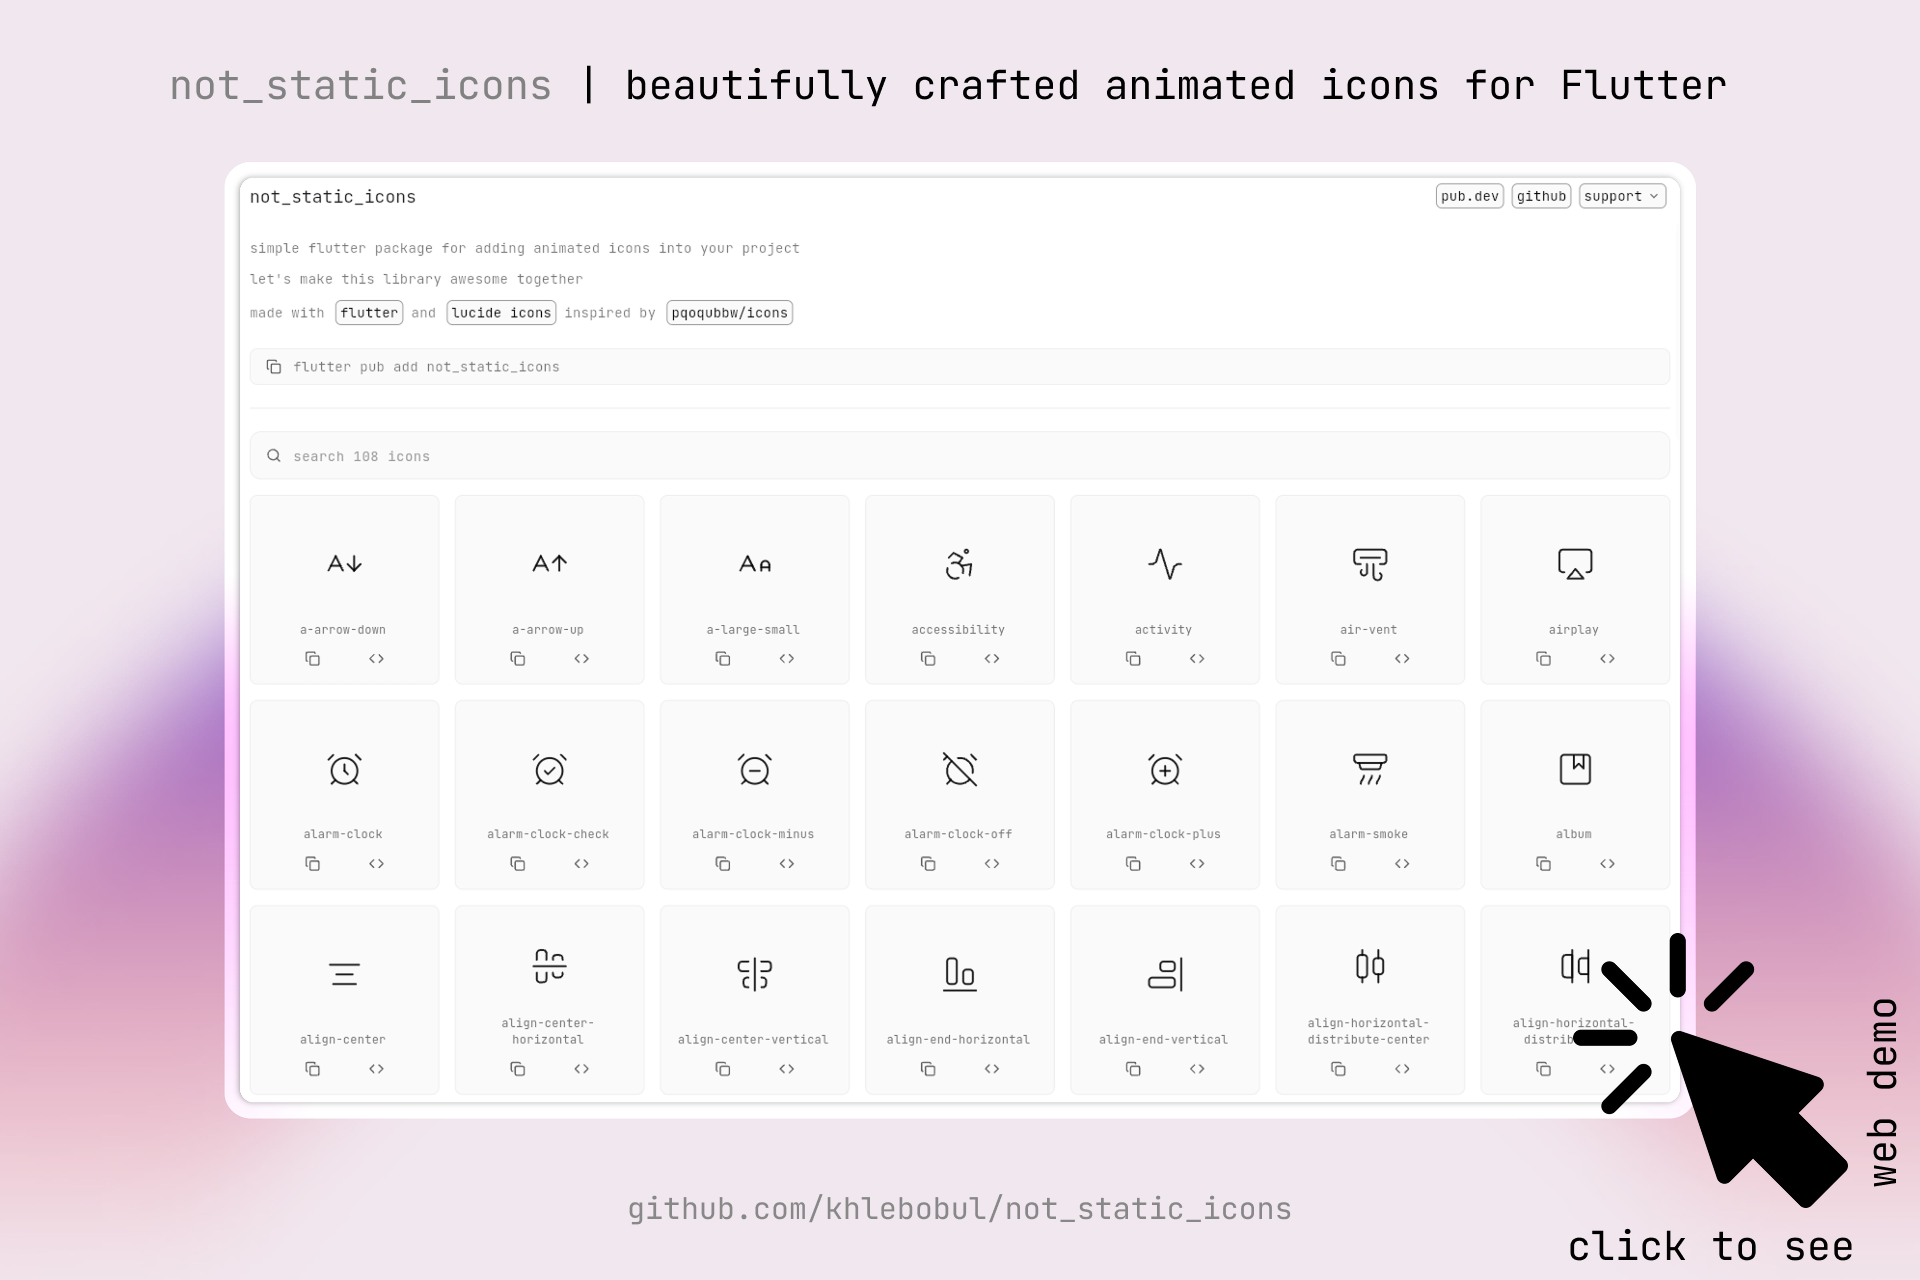 not_static_icons | beautifully crafted animated icons for Flutter
not_static_icons
pub.dev github support
simple flutter package for adding animated icons into your project
let's make this library awesome together
made with flutter and lucide icons inspired by pqoqubbw/icons
flutter pub add not_static_icons
search 108 icons
a-arrow-down a-arrow-up a-large-small accessibility activity air-vent airplay
alarm-clock alarm-clock-check alarm-clock-minus alarm-clock-off alarm-clock-plus alarm-smoke album
align-center
align-center-
horizontal
align-center-vertical
align-end-horizontal
align-end-vertical
align-horizontal-
distribute-center
align-horizontal-
web demo
github.com/khlebobul/not_static_icons
click to see